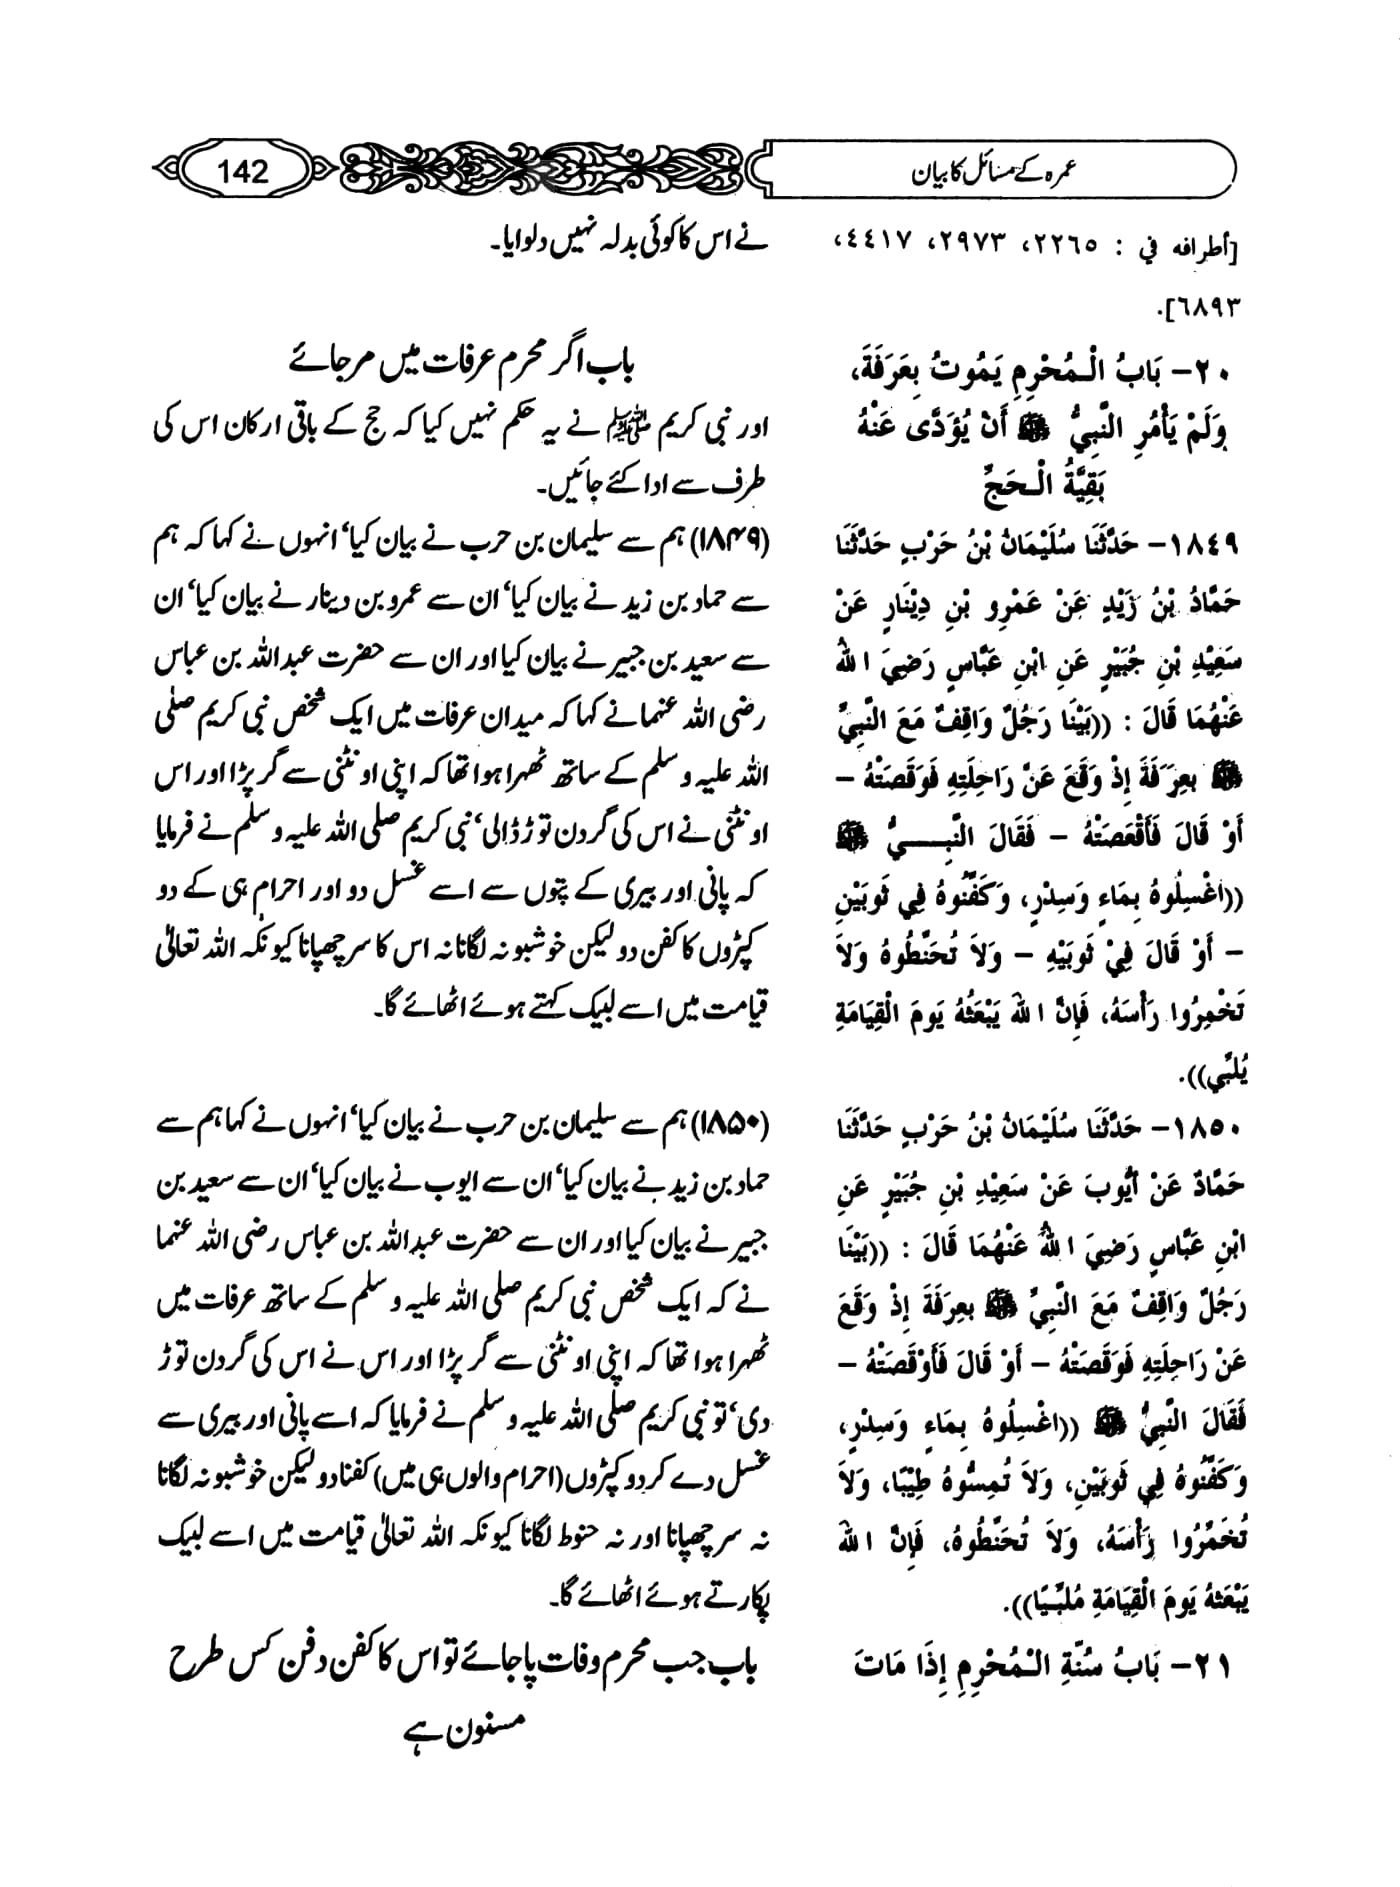 عمرہ کے مسائل کا بیان
142
[أطرافه في : ٢٢٦٥، ٢٩٧٣، ٤٤١٧،
٦٨٩٣].
٢٠- بَابُ الْمُحْرِمِ يَمُوتُ بِعَرَفَةَ،
وَلَمْ يَأْمُرِ النَّبِيُّ ﷺ أَنْ يُؤَدَّى عَنْهُ
بَقِيَّةُ الْحَجِّ
١٨٤٩- حَدَّثَنَا سُلَيْمَانُ بْنُ حَرْبٍ حَدَّثَنَا
حَمَّادُ بْنُ زَيْدٍ عَنْ عَمْرِو بْنِ دِيْنَارٍ عَنْ
سَعِيْدِ بْنِ جُبَيْرٍ عَنِ ابْنِ عَبَّاسٍ رَضِيَ اللهُ
عَنْهُمَا قَالَ : ((بَيْنَا رَجُلٌ وَاقِفٌ مَعَ النَّبِيِّ
ﷺ بِعَرَفَةَ إِذْ وَقَعَ عَنْ رَاحِلَتِهِ فَوَقَصَتْهُ -
أَوْ قَالَ فَأَقْعَصَتْهُ - فَقَالَ النَّبِيُّ ﷺ
((اغْسِلُوهُ بِمَاءٍ وَسِدْرٍ، وَكَفِّنُوهُ فِي ثَوبَيْنِ
- أَوْ قَالَ فِيْ ثَوبَيْهِ - وَلاَ تُحَنِّطُوهُ وَلاَ
تَخْمِرُوا رَأْسَهُ، فَإِنَّ اللهَ يَبْعَثُهُ يَومَ الْقِيَامَةِ
يُلَبِّي)).
١٨٥٠- حَدَّثَنَا سُلَيْمَانُ بْنُ حَرْبٍ حَدَّثَنَا
حَمَّادٌ عَنْ أَيُّوبَ عَنْ سَعِيْدِ بْنِ جُبَيْرٍ عَنِ
ابْنِ عَبَّاسٍ رَضِيَ اللهُ عَنْهُمَا قَالَ : ((بَيْنَا
رَجُلٌ وَاقِفٌ مَعَ النَّبِيِّ ﷺ بِعَرَفَةَ إِذْ وَقَعَ
عَنْ رَاحِلَتِهِ فَوَقَصَتْهُ - أَوْ قَالَ فَأَوْقَصَتْهُ -
فَقَالَ النَّبِيُّ ﷺ ((اغْسِلُوهُ بِمَاءٍ وَسِدْرٍ،
وَكَفِّنُوهُ فِي ثَوبَيْنِ، وَلاَ تُمِسُّوهُ طِيْبًا، وَلاَ
تُخَمِّرُوا رَأْسَهُ، وَلاَ تُحَنِّطُوهُ، فَإِنَّ اللهَ
يَبْعَثُهُ يَومَ الْقِيَامَةِ مُلَبِّيًا)).
٢١- بَابُ سُنَّةِ الْمُحْرِمِ إِذَا مَاتَ
نے اس کا کوئی بدلہ نہیں دلوایا۔
باب اگر محرم عرفات میں مر جائے
اور نبی کریم ﷺ نے یہ حکم نہیں کیا کہ حج کے باقی ارکان اس کی
طرف سے ادا کئے جائیں۔
(۱۸۴۹) ہم سے سلیمان بن حرب نے بیان کیا‘ انہوں نے کہا کہ ہم
سے حماد بن زید نے بیان کیا‘ ان سے عمرو بن دینار نے بیان کیا‘ ان
سے سعید بن جبیر نے بیان کیا اور ان سے حضرت عبداللہ بن عباس
رضی اللہ عنہما نے کہا کہ میدان عرفات میں ایک شخص نبی کریم صلی
اللہ علیہ و سلم کے ساتھ ٹھہرا ہوا تھا کہ اپنی اونٹنی سے گر پڑا اور اس
اونٹنی نے اس کی گردن توڑ ڈالی‘ نبی کریم صلی اللہ علیہ و سلم نے فرمایا
کہ پانی اور بیری کے پتوں سے اسے غسل دو اور احرام ہی کے دو
کپڑوں کا کفن دو لیکن خوشبو نہ لگانا نہ اس کا سر چھپانا کیونکہ اللہ تعالیٰ
قیامت میں اسے لبیک کہتے ہوئے اٹھائے گا۔
(۱۸۵۰) ہم سے سلیمان بن حرب نے بیان کیا‘ انہوں نے کہا ہم سے
حماد بن زید نے بیان کیا‘ ان سے ایوب نے بیان کیا‘ ان سے سعید بن
جبیر نے بیان کیا اور ان سے حضرت عبداللہ بن عباس رضی اللہ عنہما
نے کہ ایک شخص نبی کریم صلی اللہ علیہ و سلم کے ساتھ عرفات میں
ٹھہرا ہوا تھا کہ اپنی اونٹنی سے گر پڑا اور اس نے اس کی گردن توڑ
دی‘ تو نبی کریم صلی اللہ علیہ و سلم نے فرمایا کہ اسے پانی اور بیری سے
غسل دے کر دو کپڑوں (احرام والوں ہی میں) کفنا دو لیکن خوشبو نہ لگانا
نہ سر چھپانا اور نہ حنوط لگانا کیونکہ اللہ تعالیٰ قیامت میں اسے لبیک
پکارتے ہوئے اٹھائے گا۔
باب جب محرم وفات پا جائے تو اس کا کفن دفن کس طرح
مسنون ہے